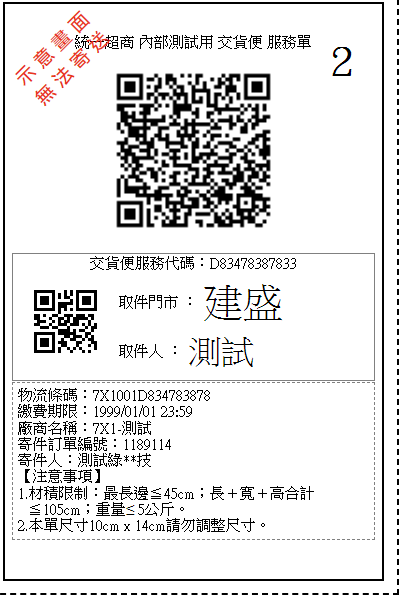 示意畫面
無法寄送
統一超商 內部測試用 交貨便 服務單
2
交貨便服務代碼：D83478387833
取件門市 ： 建盛
取件人 ： 測試
物流條碼：7X1001D834783878
繳費期限：1999/01/01 23:59
廠商名稱：7X1-測試
寄件訂單編號：1189114
寄件人：測試綠**技
【注意事項】
1.材積限制：最長邊≦45cm；長＋寬＋高合計
≦105cm；重量≦5公斤。
2.本單尺寸10cm x 14cm請勿調整尺寸。